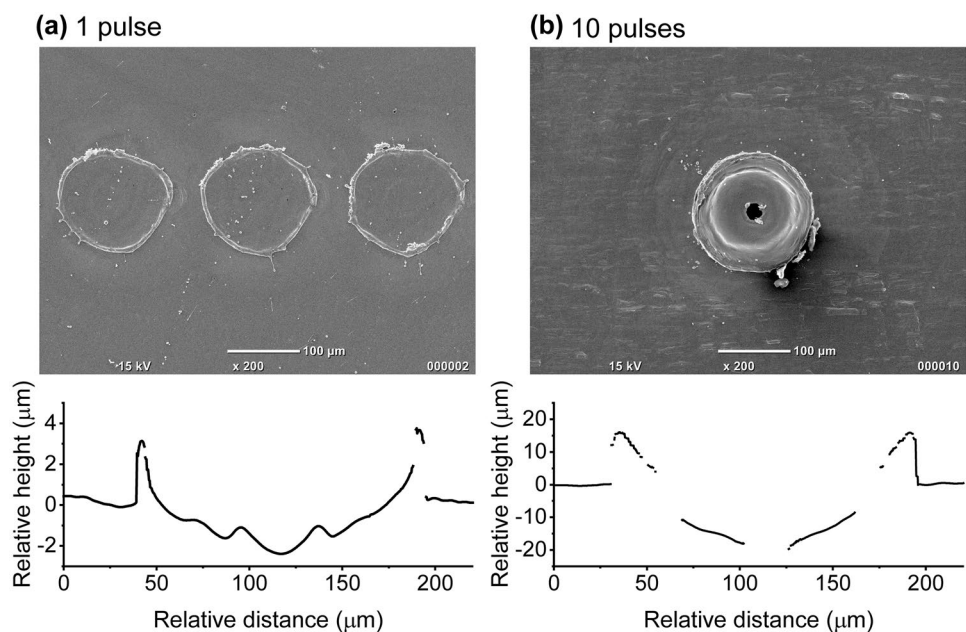 (a) 1 pulse
100 µm
15 kV x 200 000002
Relative height (µm)
4
2
0
-2
0 50 100 150 200
Relative distance (µm)
(b) 10 pulses
100 µm
15 kV x 200 000010
Relative height (µm)
20
10
0
-10
-20
0 50 100 150 200
Relative distance (µm)